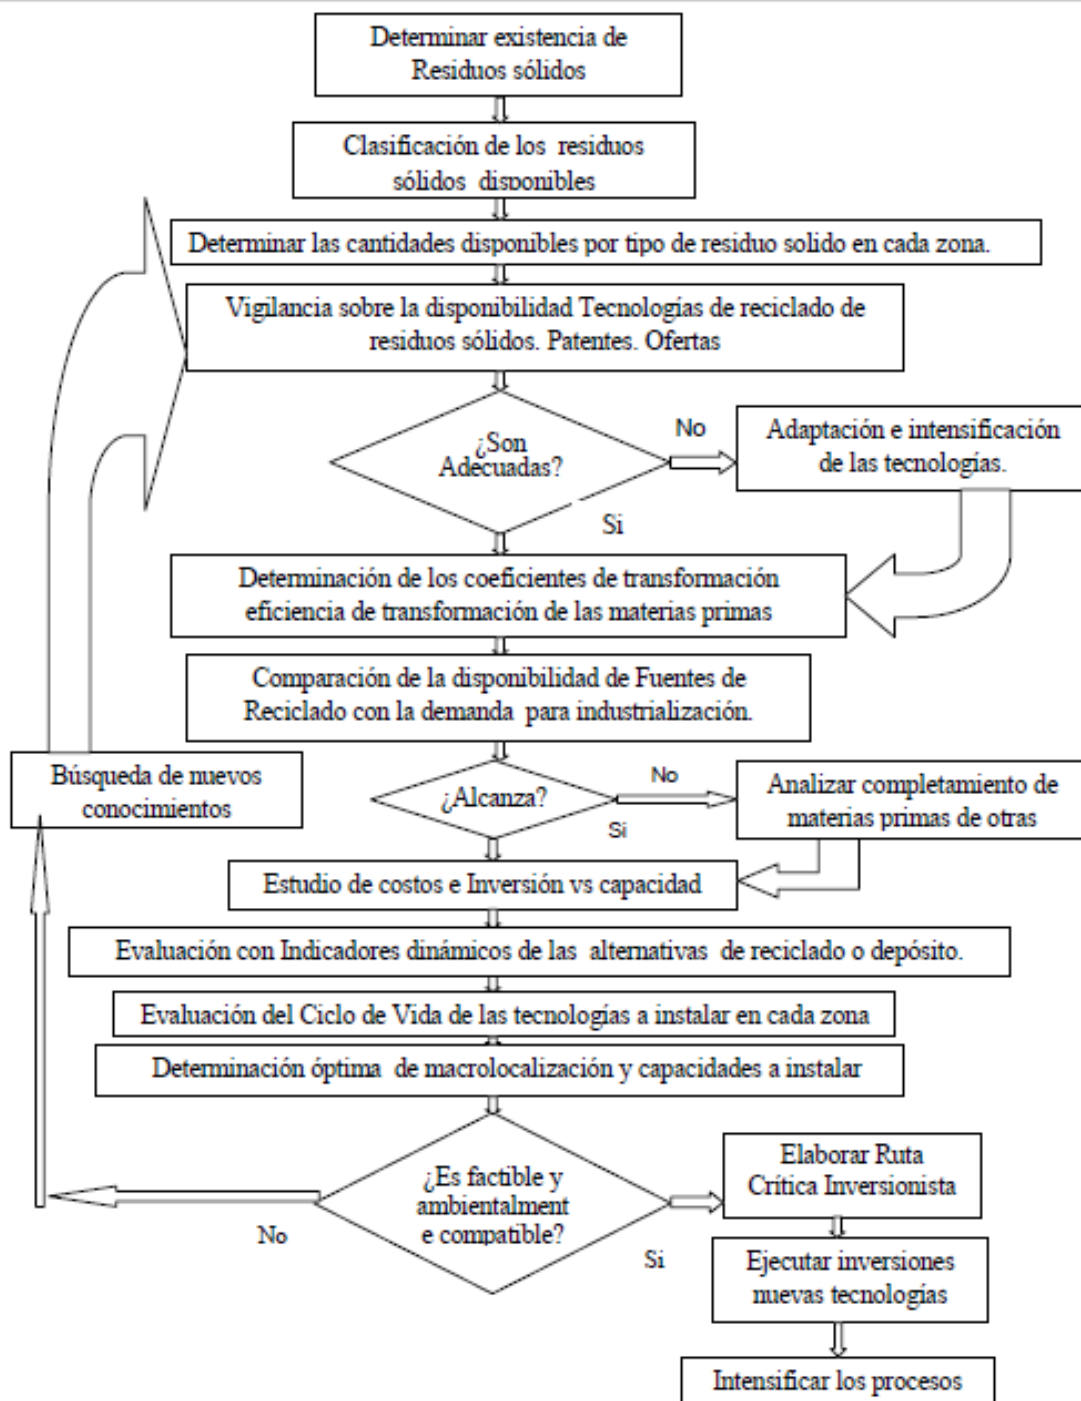 Determinar existencia de
Residuos sólidos
Clasificación de los residuos
sólidos disponibles
Determinar las cantidades disponibles por tipo de residuo solido en cada zona.
Vigilancia sobre la disponibilidad Tecnologías de reciclado de
residuos sólidos. Patentes. Ofertas
¿Son
Adecuadas?
No
Adaptación e intensificación
de las tecnologías.
Si
Determinación de los coeficientes de transformación
eficiencia de transformación de las materias primas
Comparación de la disponibilidad de Fuentes de
Reciclado con la demanda para industrialización.
Búsqueda de nuevos
conocimientos
¿Alcanza?
No
Si
Analizar completamiento de
materias primas de otras
Estudio de costos e Inversión vs capacidad
Evaluación con Indicadores dinámicos de las alternativas de reciclado o depósito.
Evaluación del Ciclo de Vida de las tecnologías a instalar en cada zona
Determinación óptima de macrolocalización y capacidades a instalar
¿Es factible y
ambientalment
e compatible?
No
Si
Elaborar Ruta
Crítica Inversionista
Ejecutar inversiones
nuevas tecnologías
Intensificar los procesos